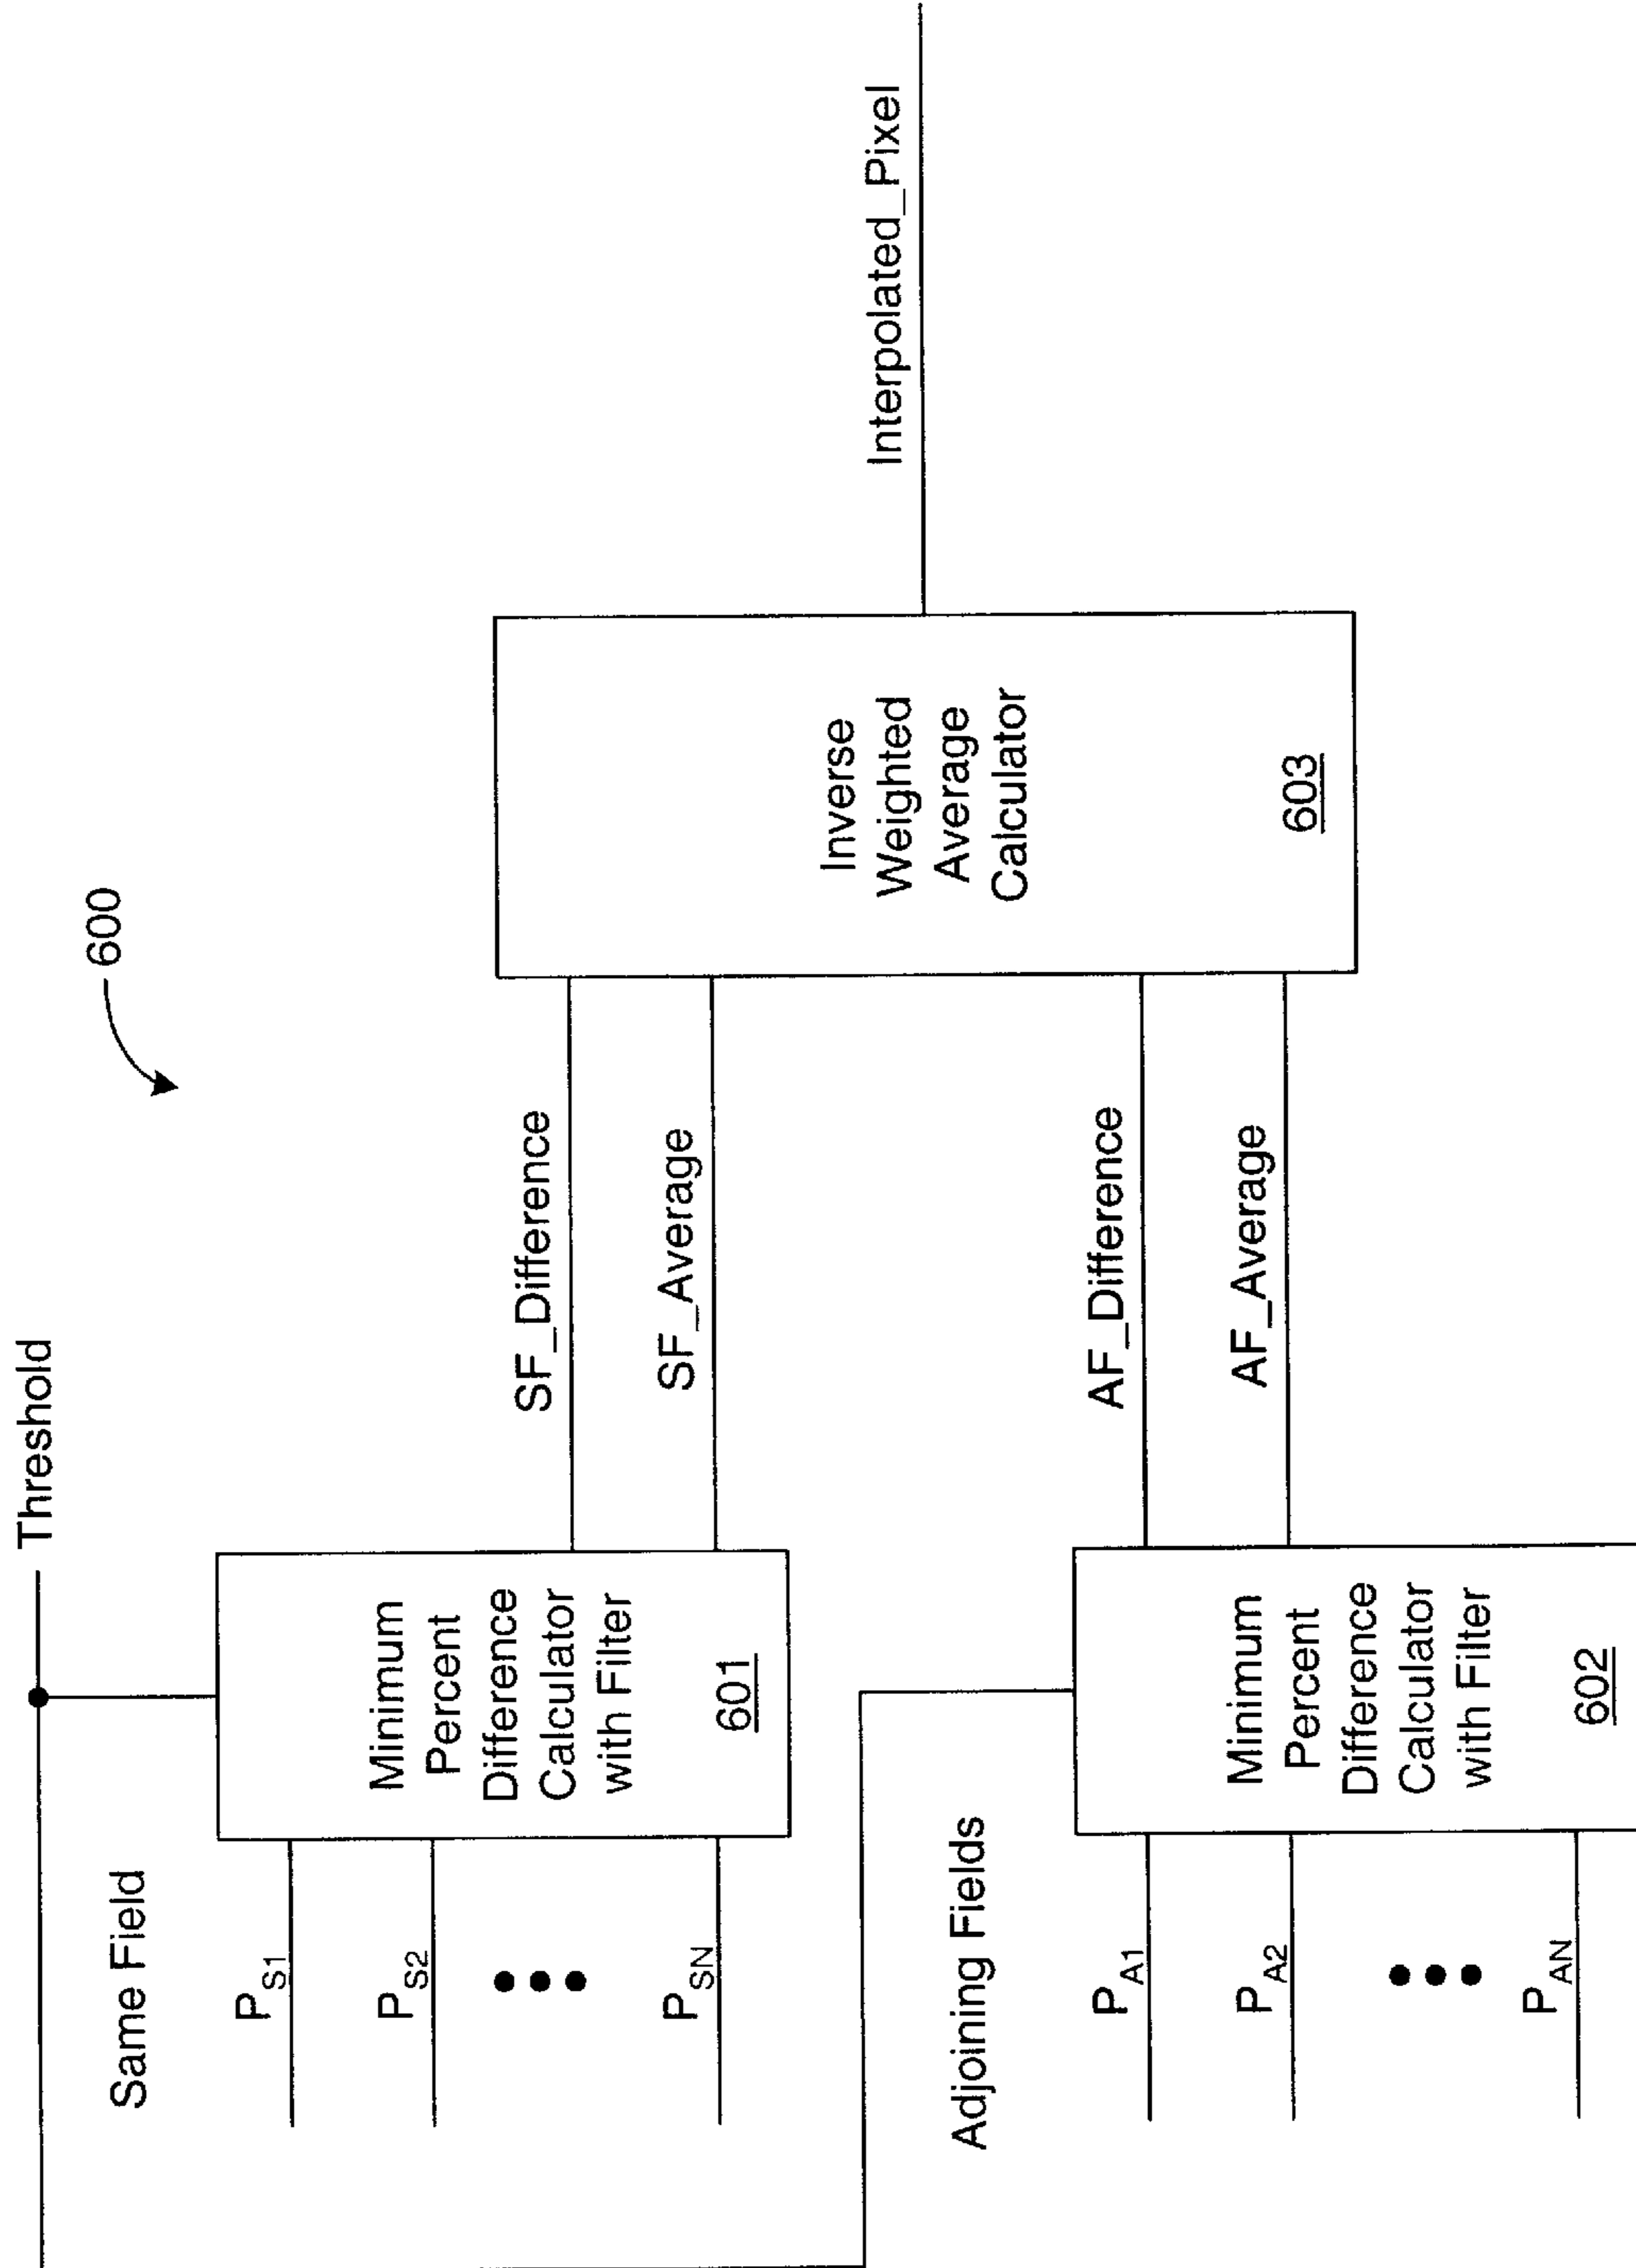 600
Threshold
Same Field
P_S1
P_S2
P_SN
Minimum
Percent
Difference
Calculator
with Filter
601
SF_Difference
SF_Average
Adjoining Fields
P_A1
P_A2
P_AN
Minimum
Percent
Difference
Calculator
with Filter
602
AF_Difference
AF_Average
Inverse
Weighted
Average
Calculator
603
Interpolated_Pixel